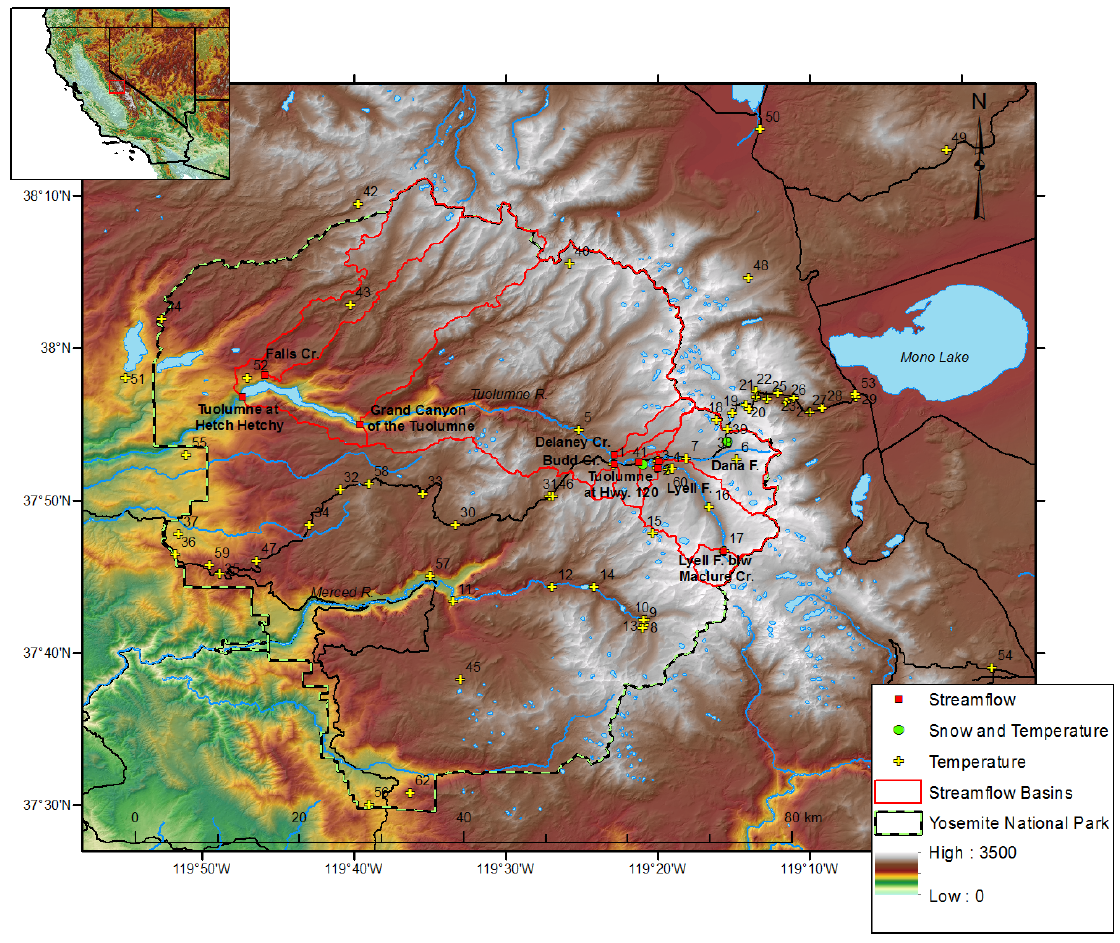 N
50
49
38°10'N
42
40
48
43
44
38°N
Mono Lake
Falls Cr.
52
51
Tuolumne R.
21
22
25
26
53
29
28
27
19
20
23
18
39
Tuolumne at
Hetch Hetchy
Grand Canyon
of the Tuolumne
5
Delaney Cr.
Budd Cr.
1
41
3
4
7
6
Dana F.
55
Tuolumne
at Hwy. 120
60
Lyell F.
16
37°50'N
32
58
33
31
46
34
30
15
17
37
36
59
47
Lyell F. blw
Maclure Cr.
57
Merced R.
11
12
14
10
9
13
8
37°40'N
45
54
Streamflow
Snow and Temperature
Temperature
Streamflow Basins
Yosemite National Park
High : 3500
Low : 0
62
56
37°30'N
0
20
40
80 km
119°50'W
119°40'W
119°30'W
119°20'W
119°10'W